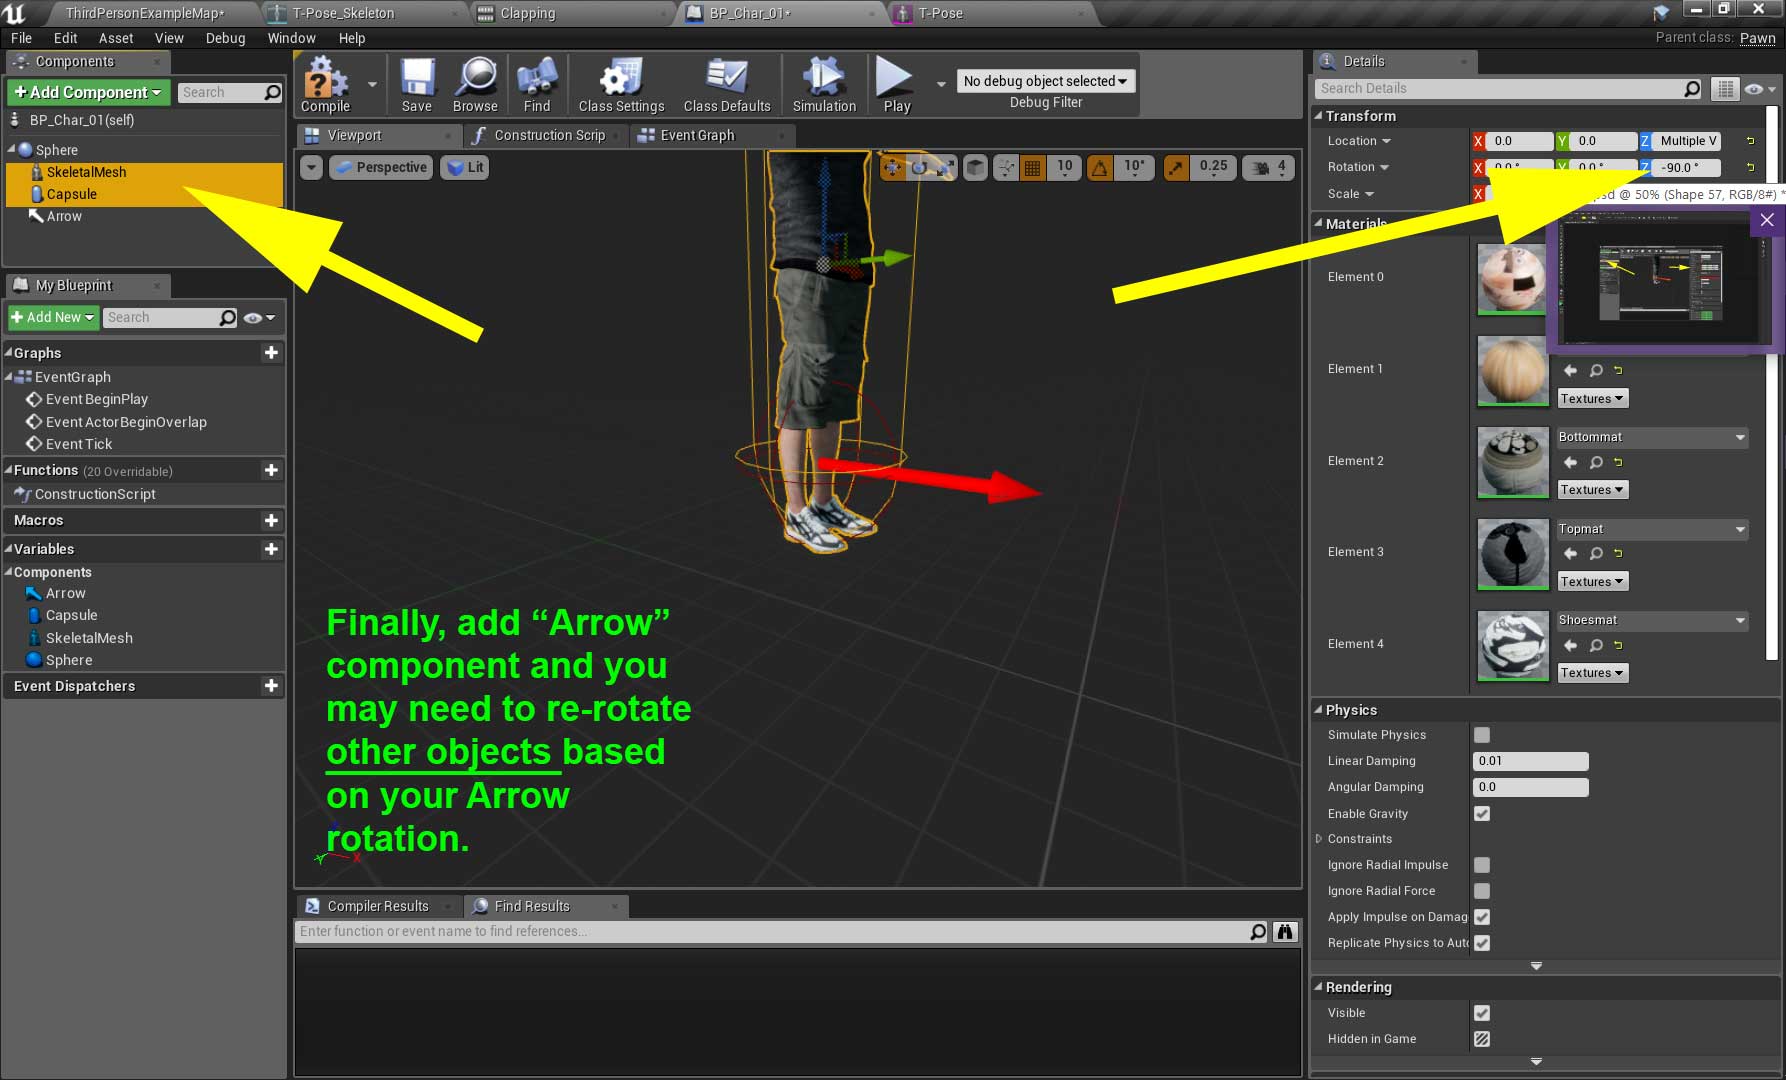 ThirdPersonExampleMap*
T-Pose_Skeleton
Clapping
BP_Char_01*
T-Pose
File Edit Asset View Debug Window Help
Parent class: Pawn
Components
+Add Component
Search
BP_Char_01(self)
Sphere
SkeletalMesh
Capsule
Arrow
My Blueprint
+Add New
Search
Graphs
EventGraph
Event BeginPlay
Event ActorBeginOverlap
Event Tick
Functions (20 Overridable)
ConstructionScript
Macros
Variables
Components
Arrow
Capsule
SkeletalMesh
Sphere
Event Dispatchers
Compile
Save
Browse
Find
Class Settings
Class Defaults
Simulation
Play
No debug object selected
Debug Filter
Viewport
Construction Scrip
Event Graph
Perspective
Lit
10
10°
0.25
4
Finally, add “Arrow”
component and you
may need to re-rotate
other objects based
on your Arrow
rotation.
X
Compiler Results
Find Results
Enter function or event name to find references...
Details
Search Details
Transform
Location X 0.0 Y 0.0 Z Multiple V
Rotation X 0.0 ° Y 0.0 ° Z -90.0 °
Scale X
psd @ 50% (Shape 57, RGB/8#) *
Materials
Element 0
Element 1
Textures
Element 2
Bottommat
Textures
Element 3
Topmat
Textures
Element 4
Shoesmat
Textures
Physics
Simulate Physics
Linear Damping 0.01
Angular Damping 0.0
Enable Gravity
Constraints
Ignore Radial Impulse
Ignore Radial Force
Apply Impulse on Damag
Replicate Physics to Auto
Rendering
Visible
Hidden in Game